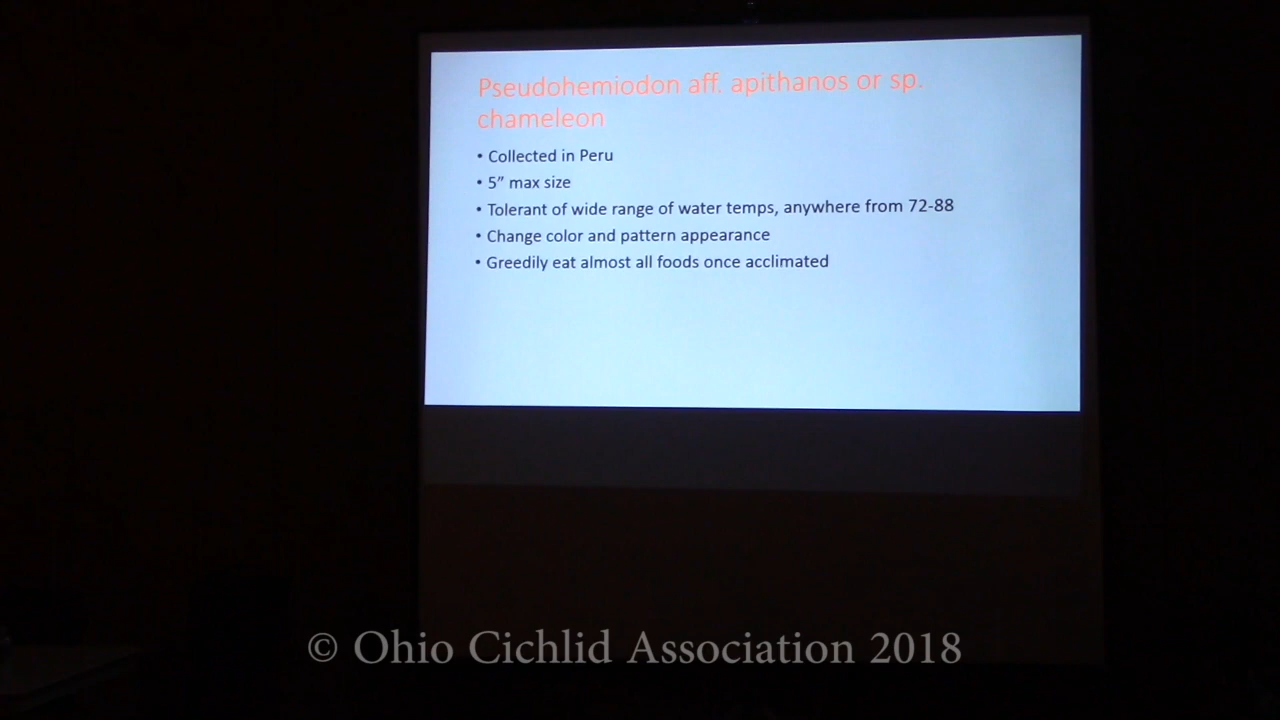 Pseudohemiodon aff. apithanos or sp.
chameleon
• Collected in Peru
• 5” max size
• Tolerant of wide range of water temps, anywhere from 72-88
• Change color and pattern appearance
• Greedily eat almost all foods once acclimated
© Ohio Cichlid Association 2018